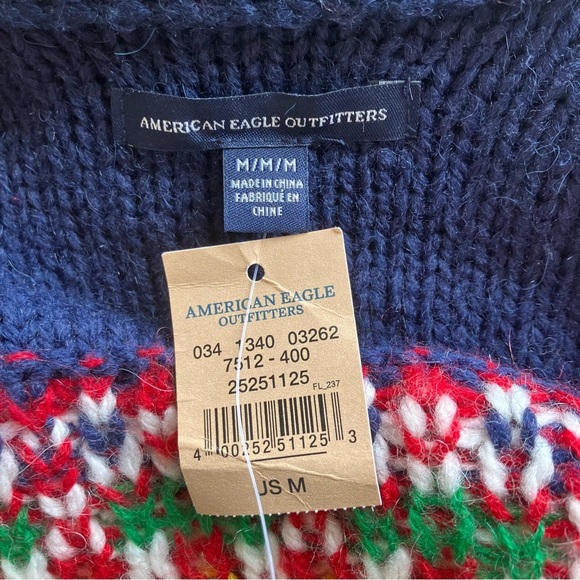 AMERICAN EAGLE OUTFITTERS
M/M/M
MADE IN CHINA
FABRIQUÉ EN
CHINE
AMERICAN EAGLE
OUTFITTERS
034 1340 03262
7512 - 400
25251125 FL_237
4 00252 51125 3
US M